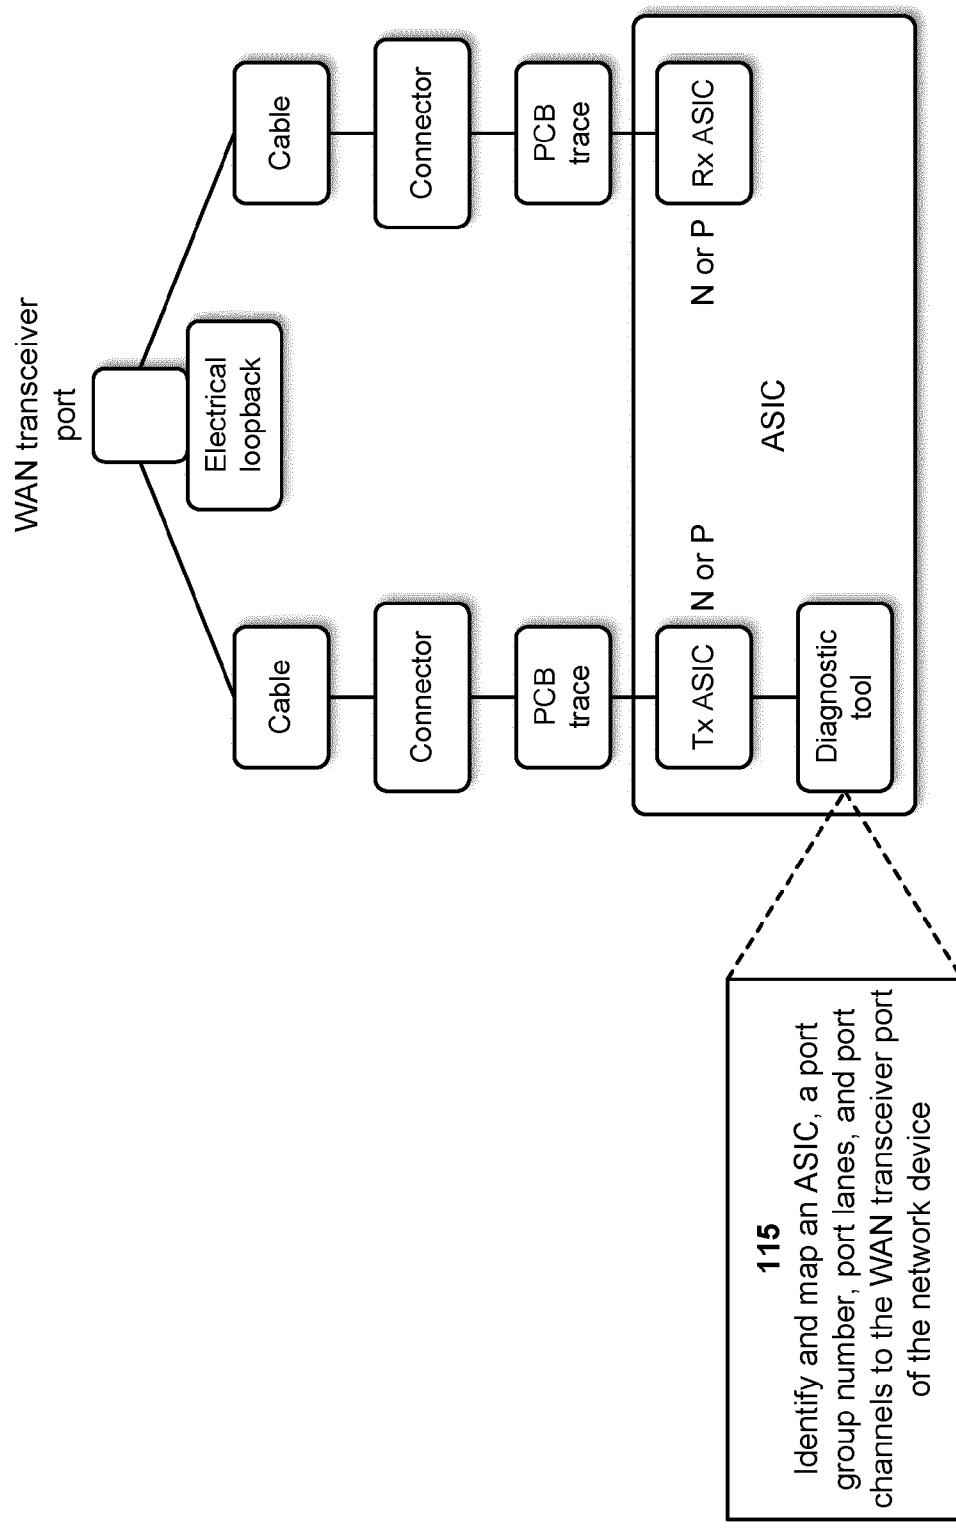 WAN transceiver
port
Electrical
loopback
Cable
Cable
Connector
Connector
PCB
trace
PCB
trace
Tx ASIC
N or P
N or P
Rx ASIC
ASIC
Diagnostic
tool
115
Identify and map an ASIC, a port
group number, port lanes, and port
channels to the WAN transceiver port
of the network device